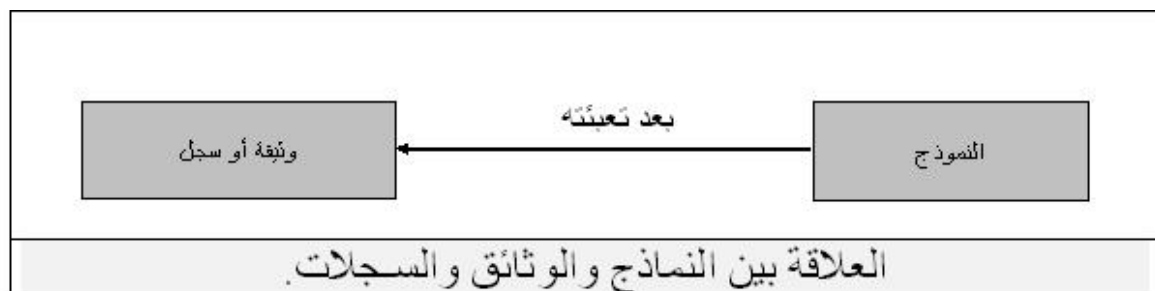 بعد تعبئته
النموذج
وثيقة أو سجل
العلاقة بين النماذج والوثائق والسجلات.